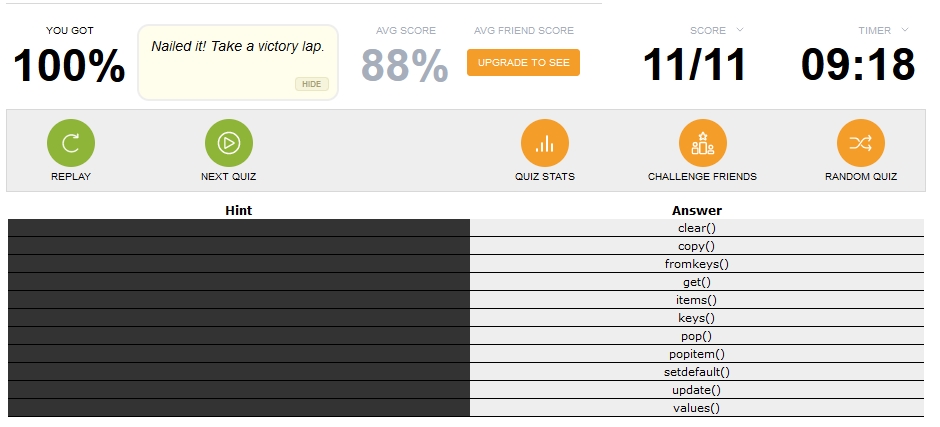 YOU GOT
100%
Nailed it! Take a victory lap.
HIDE
AVG SCORE
88%
AVG FRIEND SCORE
UPGRADE TO SEE
SCORE
11/11
TIMER
09:18
REPLAY
NEXT QUIZ
QUIZ STATS
CHALLENGE FRIENDS
RANDOM QUIZ
Hint Answer
clear()
copy()
fromkeys()
get()
items()
keys()
pop()
popitem()
setdefault()
update()
values()